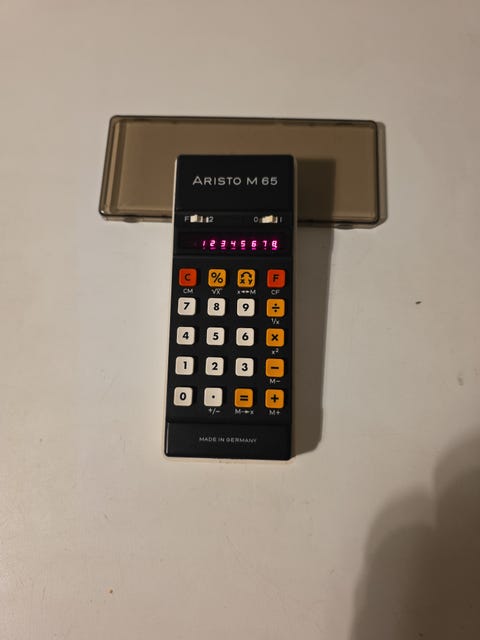 ARISTO M 65
F 2 0 I
12345678.
C % XY F
CM √x x↔M CF
7 8 9 ÷
1/x
4 5 6 ×
x²
1 2 3 −
M−
0 · = +
+/− M→x M+
MADE IN GERMANY